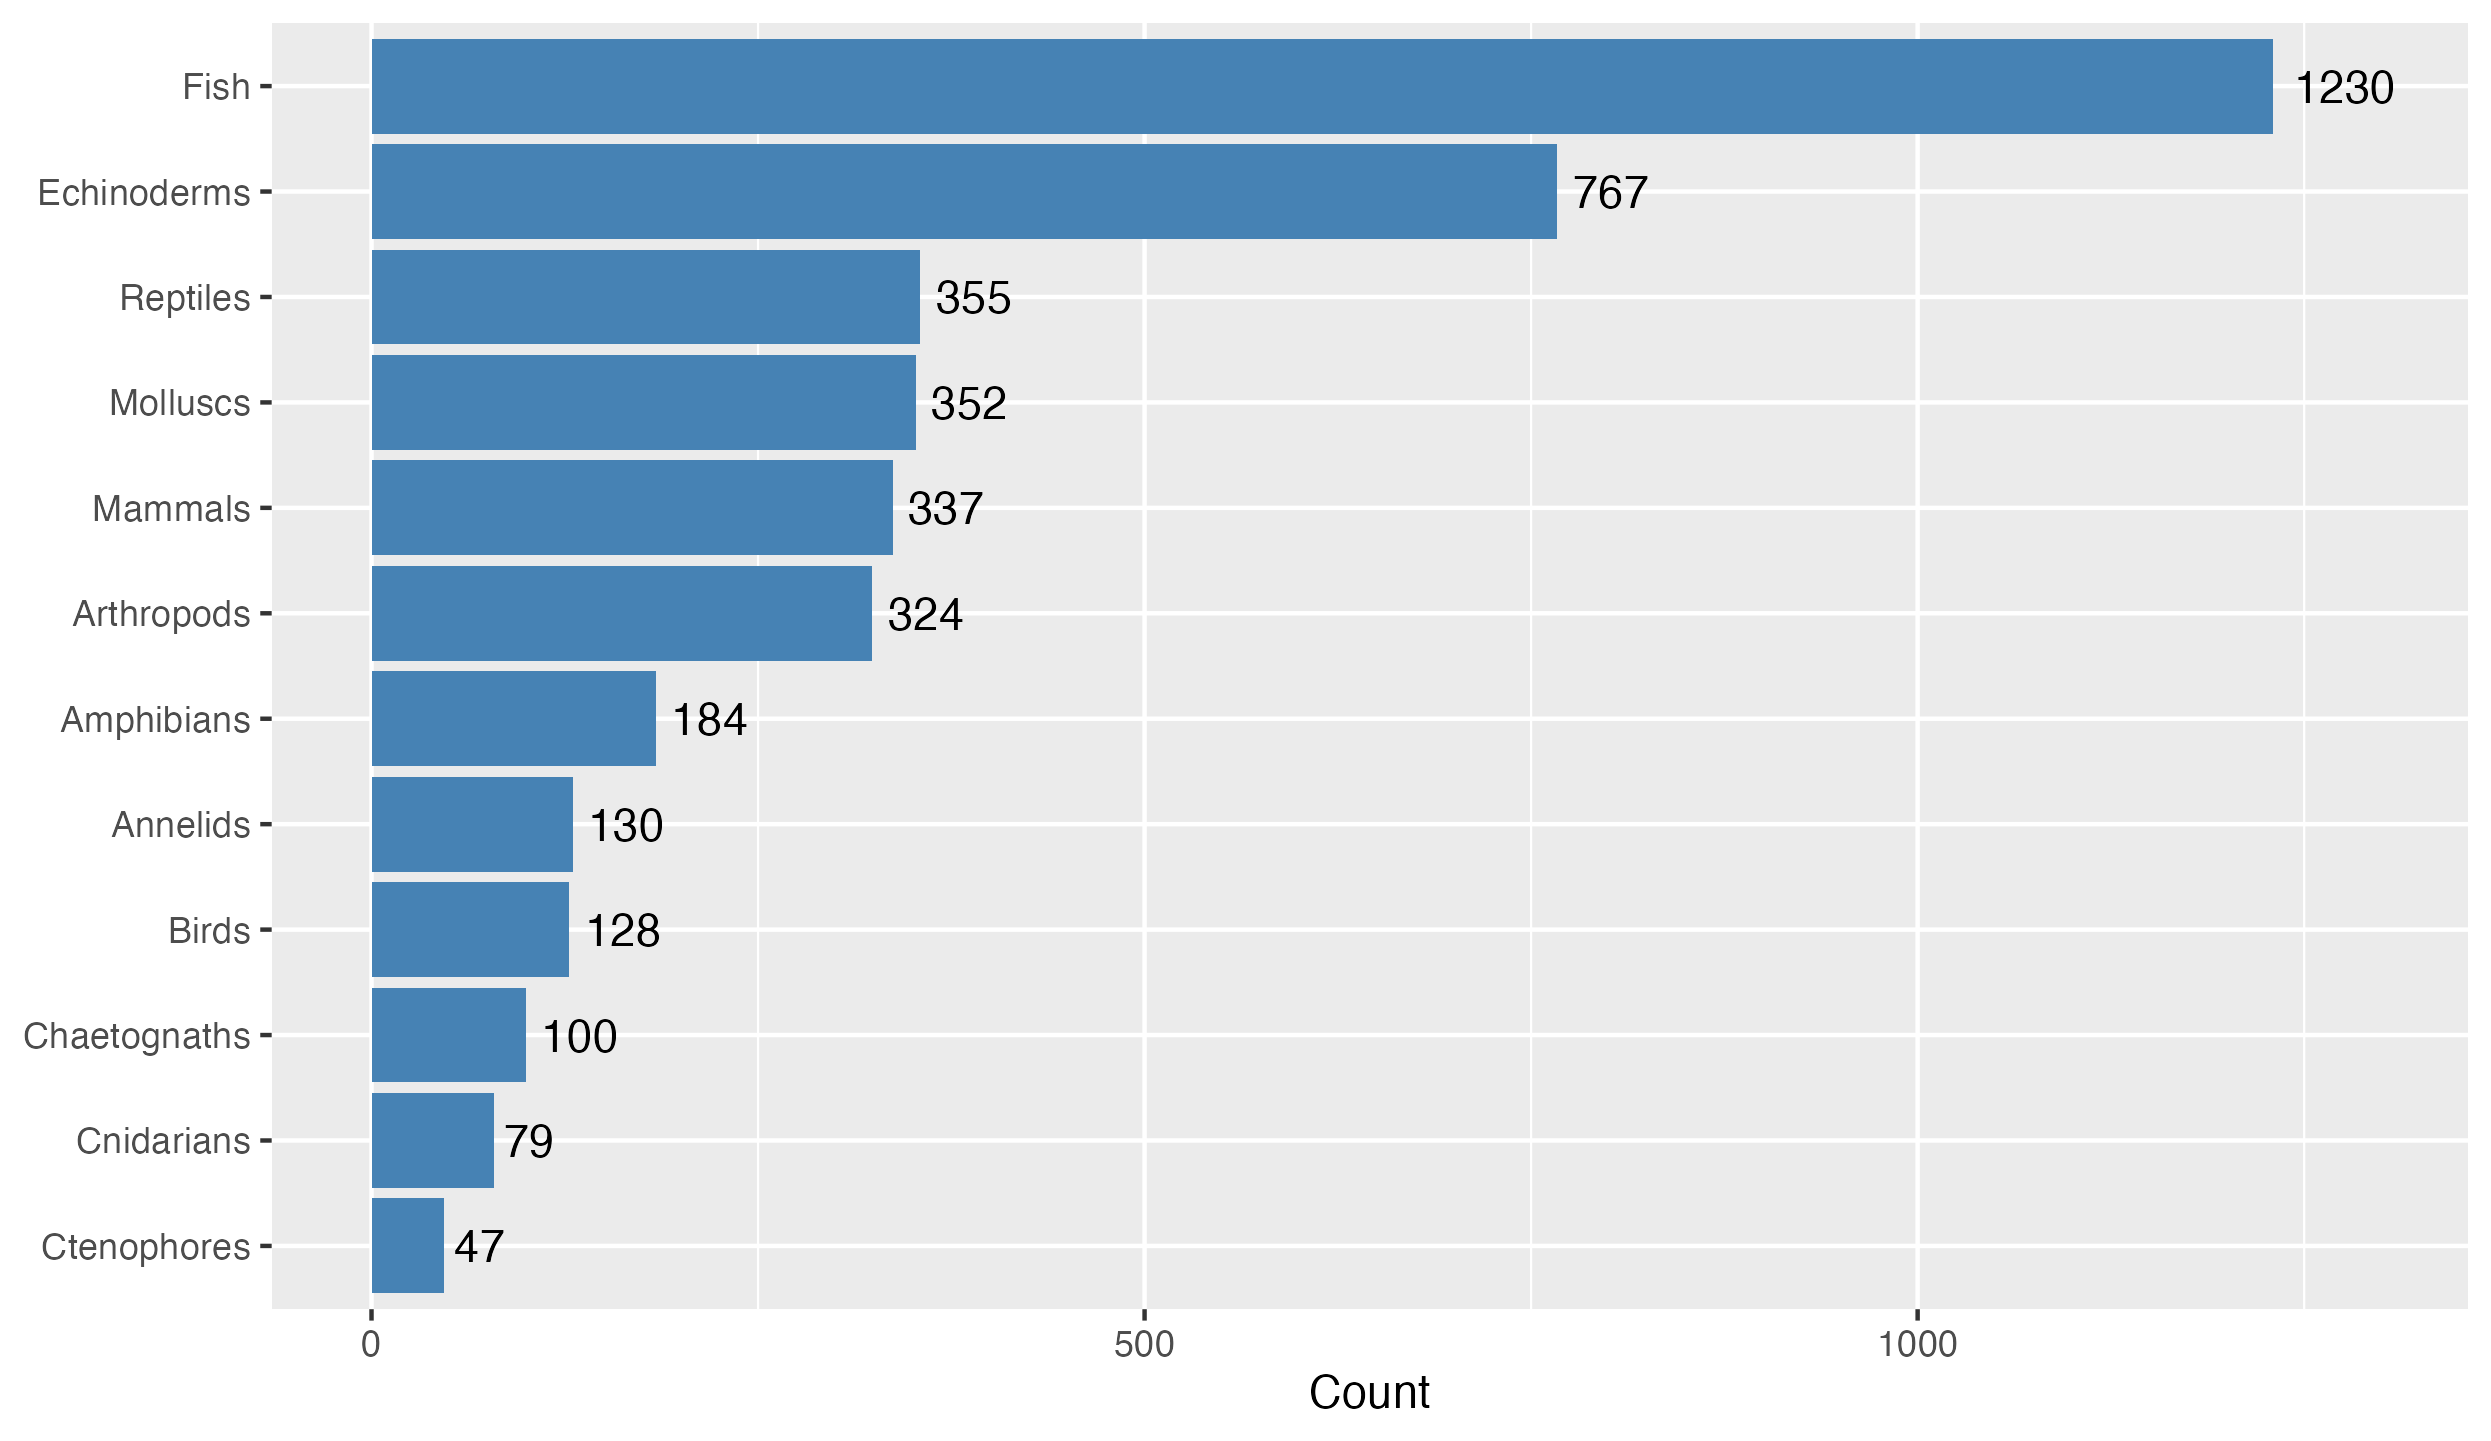 Fish 1230
Echinoderms 767
Reptiles 355
Molluscs 352
Mammals 337
Arthropods 324
Amphibians 184
Annelids 130
Birds 128
Chaetognaths 100
Cnidarians 79
Ctenophores 47
0 500 1000
Count